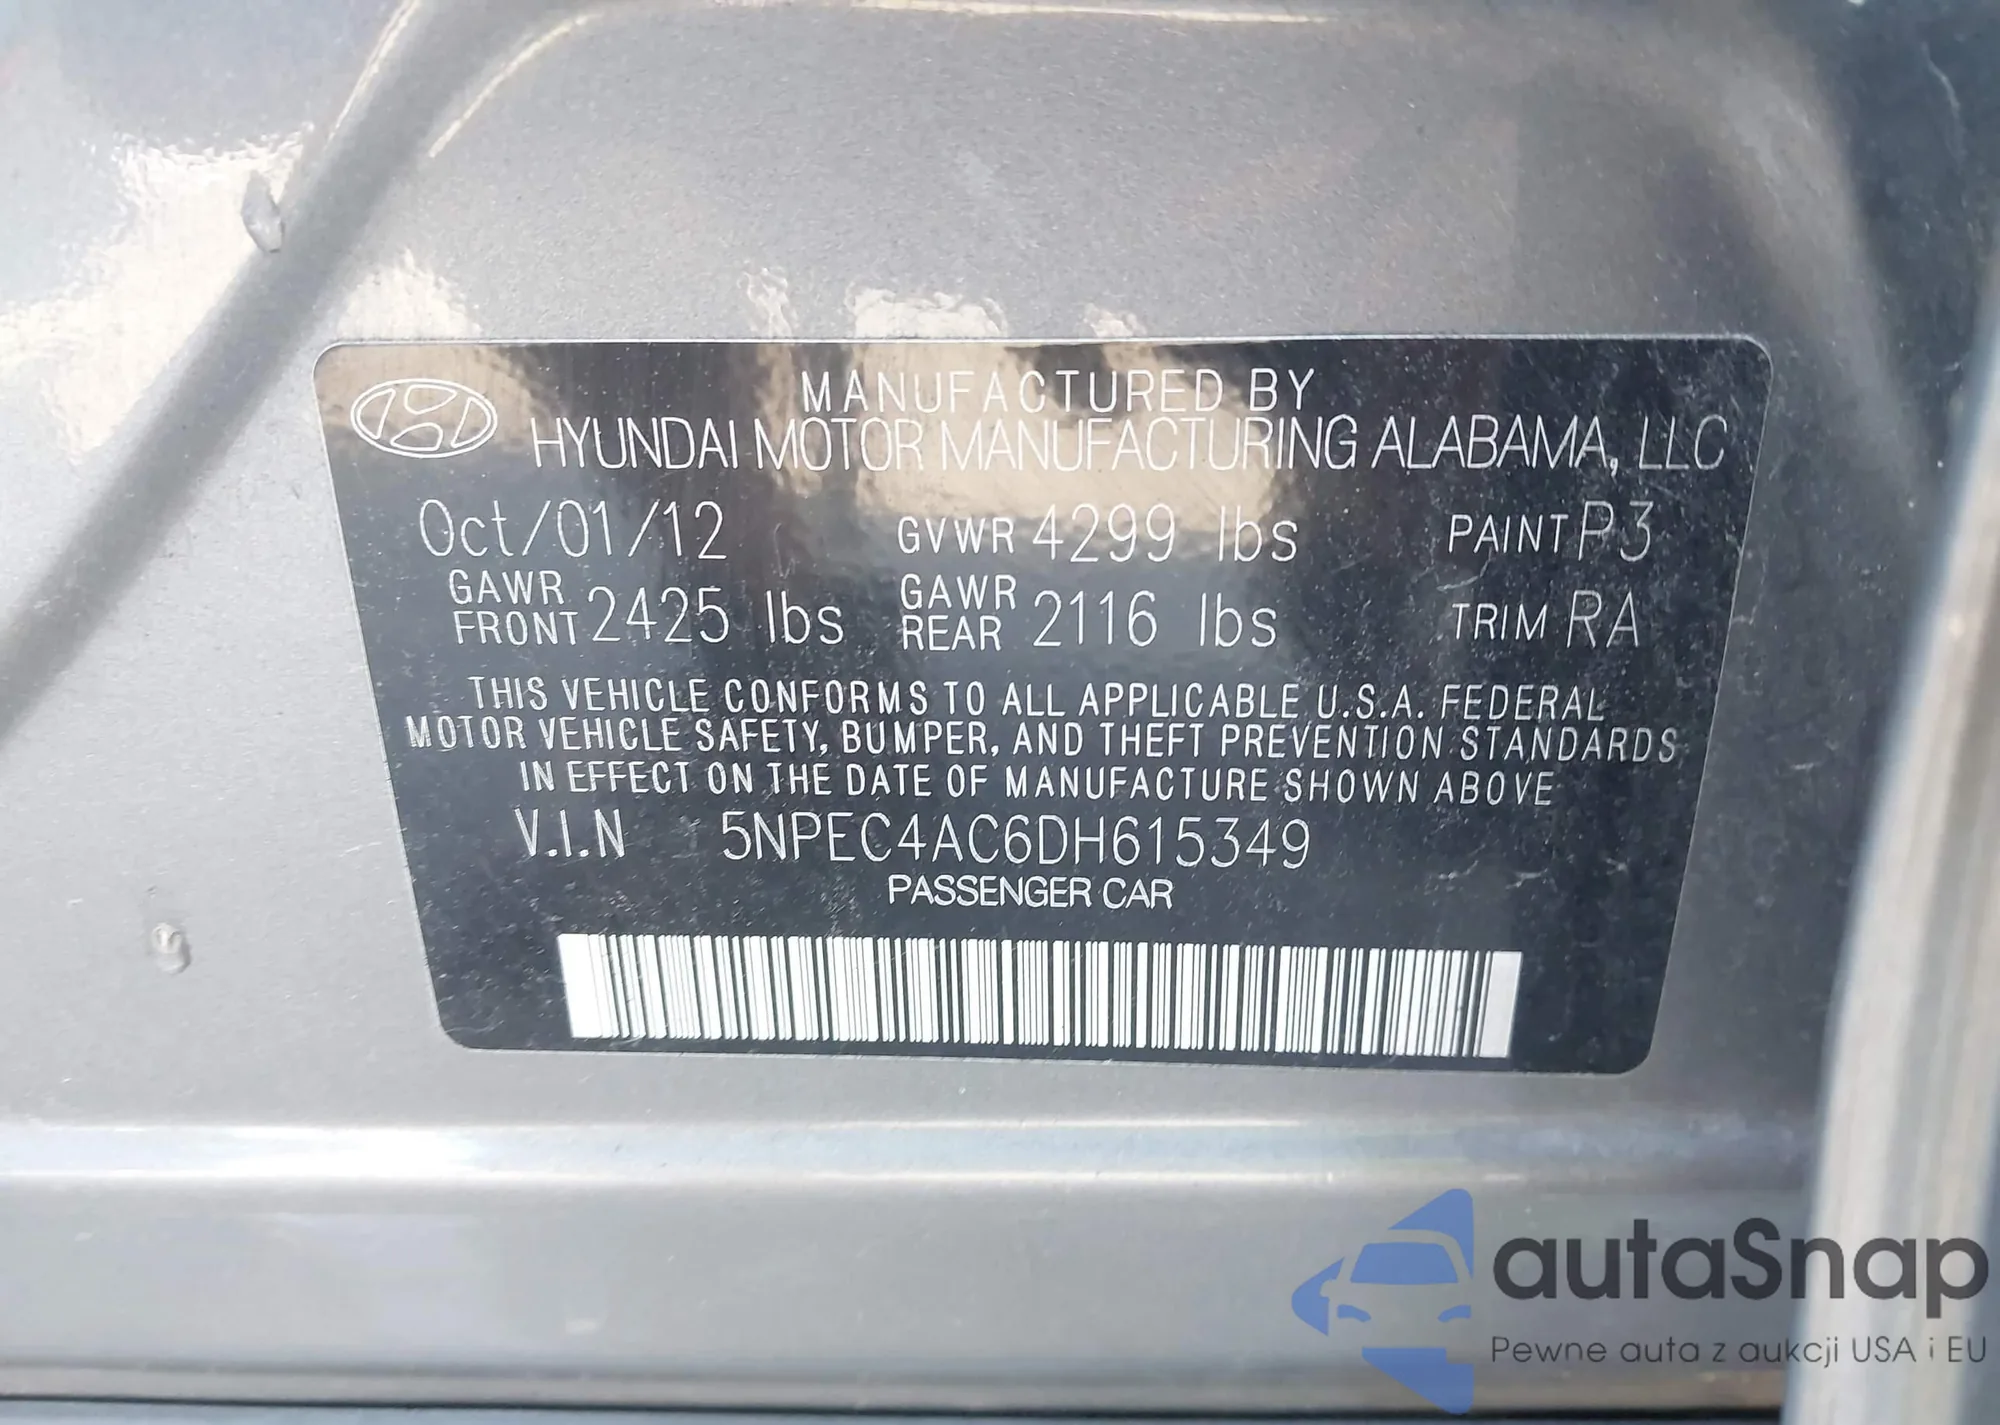 MANUFACTURED BY
HYUNDAI MOTOR MANUFACTURING ALABAMA, LLC
Oct/01/12 GVWR 4299 lbs PAINT P3
GAWR FRONT 2425 lbs GAWR REAR 2116 lbs TRIM RA
THIS VEHICLE CONFORMS TO ALL APPLICABLE U.S.A. FEDERAL
MOTOR VEHICLE SAFETY, BUMPER, AND THEFT PREVENTION STANDARDS
IN EFFECT ON THE DATE OF MANUFACTURE SHOWN ABOVE
V.I.N 5NPEC4AC6DH615349
PASSENGER CAR
autaSnap
Pewne auta z aukcji USA i EU